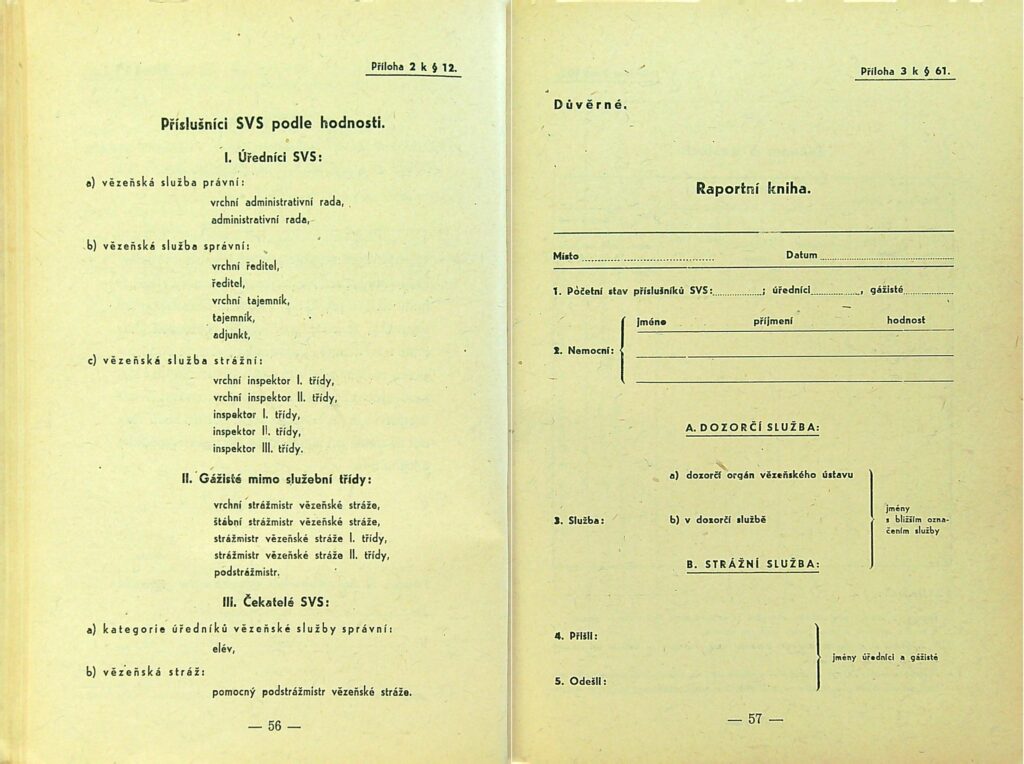 Příloha 2 k § 12.
Příslušníci SVS podle hodnosti.
I. Úředníci SVS:
a) vězeňská služba právní:
vrchní administrativní rada,
administrativní rada,
b) vězeňská služba správní:
vrchní ředitel,
ředitel,
vrchní tajemník,
tajemník,
adjunkt,
c) vězeňská služba strážní:
vrchní inspektor I. třídy,
vrchní inspektor II. třídy,
inspektor I. třídy,
inspektor II. třídy,
inspektor III. třídy.
II. Gážisté mimo služební třídy:
vrchní strážmistr vězeňské stráže,
štábní strážmistr vězeňské stráže,
strážmistr vězeňské stráže I. třídy,
strážmistr vězeňské stráže II. třídy,
podstrážmistr.
III. Čekatelé SVS:
a) kategorie úředníků vězeňské služby správní:
elév,
b) vězeňská stráž:
pomocný podstrážmistr vězeňské stráže.
— 56 —
Příloha 3 k § 61.
Důvěrné.
Raportní kniha.
Místo ........................ Datum ........................
1. Početní stav příslušníků SVS: ............; úředníci ............, gážisté ............
jméno příjmení hodnost
2. Nemocní:
A. DOZORČÍ SLUŽBA:
a) dozorčí orgán vězeňského ústavu
3. Služba: b) v dozorčí službě
jmény
s bližším ozna-
čením služby
B. STRÁŽNÍ SLUŽBA:
4. Přišli:
jmény úředníci a gážisté
5. Odešli:
— 57 —